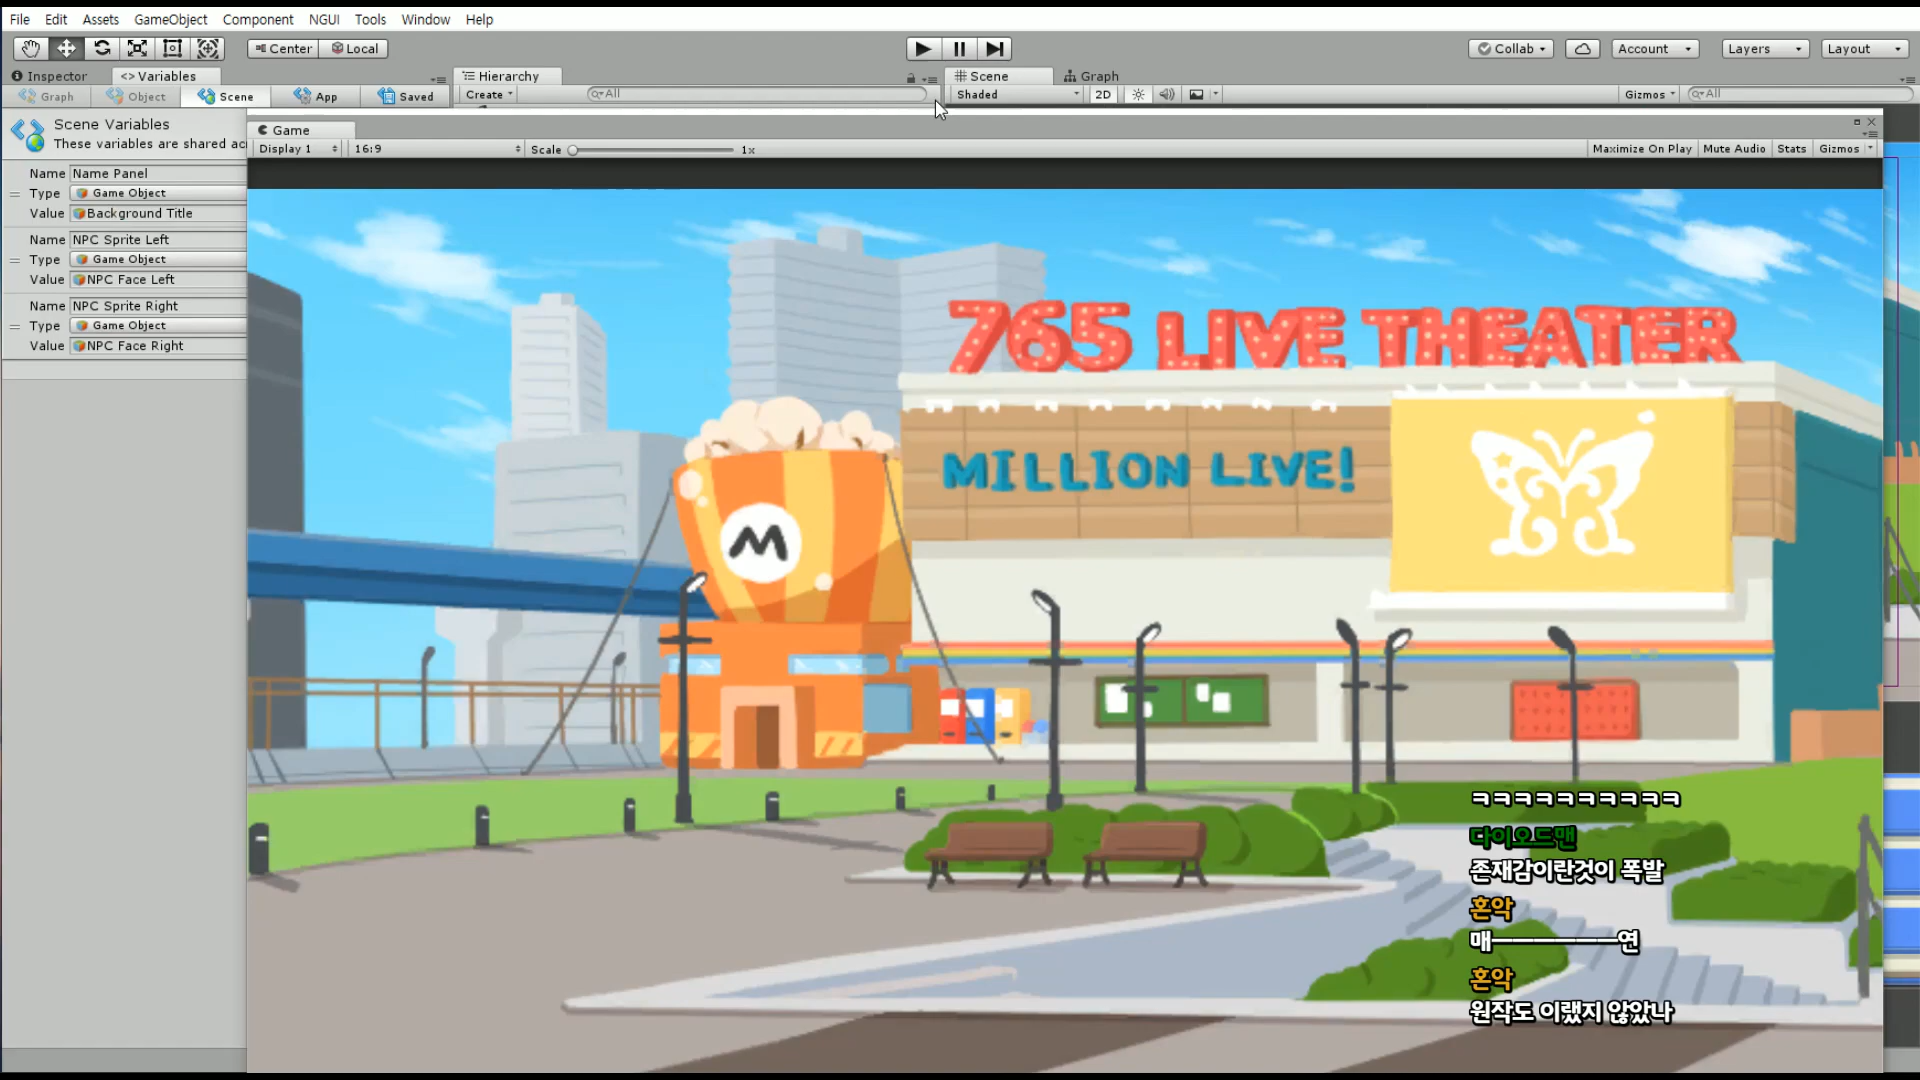 File Edit Assets GameObject Component NGUI Tools Window Help
Center Local Collab Account Layers Layout
Inspector <> Variables Hierarchy Scene Graph
Graph Object Scene App Saved Create All Shaded 2D Gizmos All
Scene Variables
These variables are shared ac
Game
Display 1 16:9 Scale 1x Maximize On Play Mute Audio Stats Gizmos
Name Name Panel
Type Game Object
Value Background Title
Name NPC Sprite Left
Type Game Object
Value NPC Face Left
Name NPC Sprite Right
Type Game Object
Value NPC Face Right
765 LIVE THEATER
MILLION LIVE!
M
ㅋㅋㅋㅋㅋㅋㅋㅋㅋㅋ
다이오드맨
존재감이란것이 폭발
혼악
매──────연
혼악
원작도 이랬지 않았나